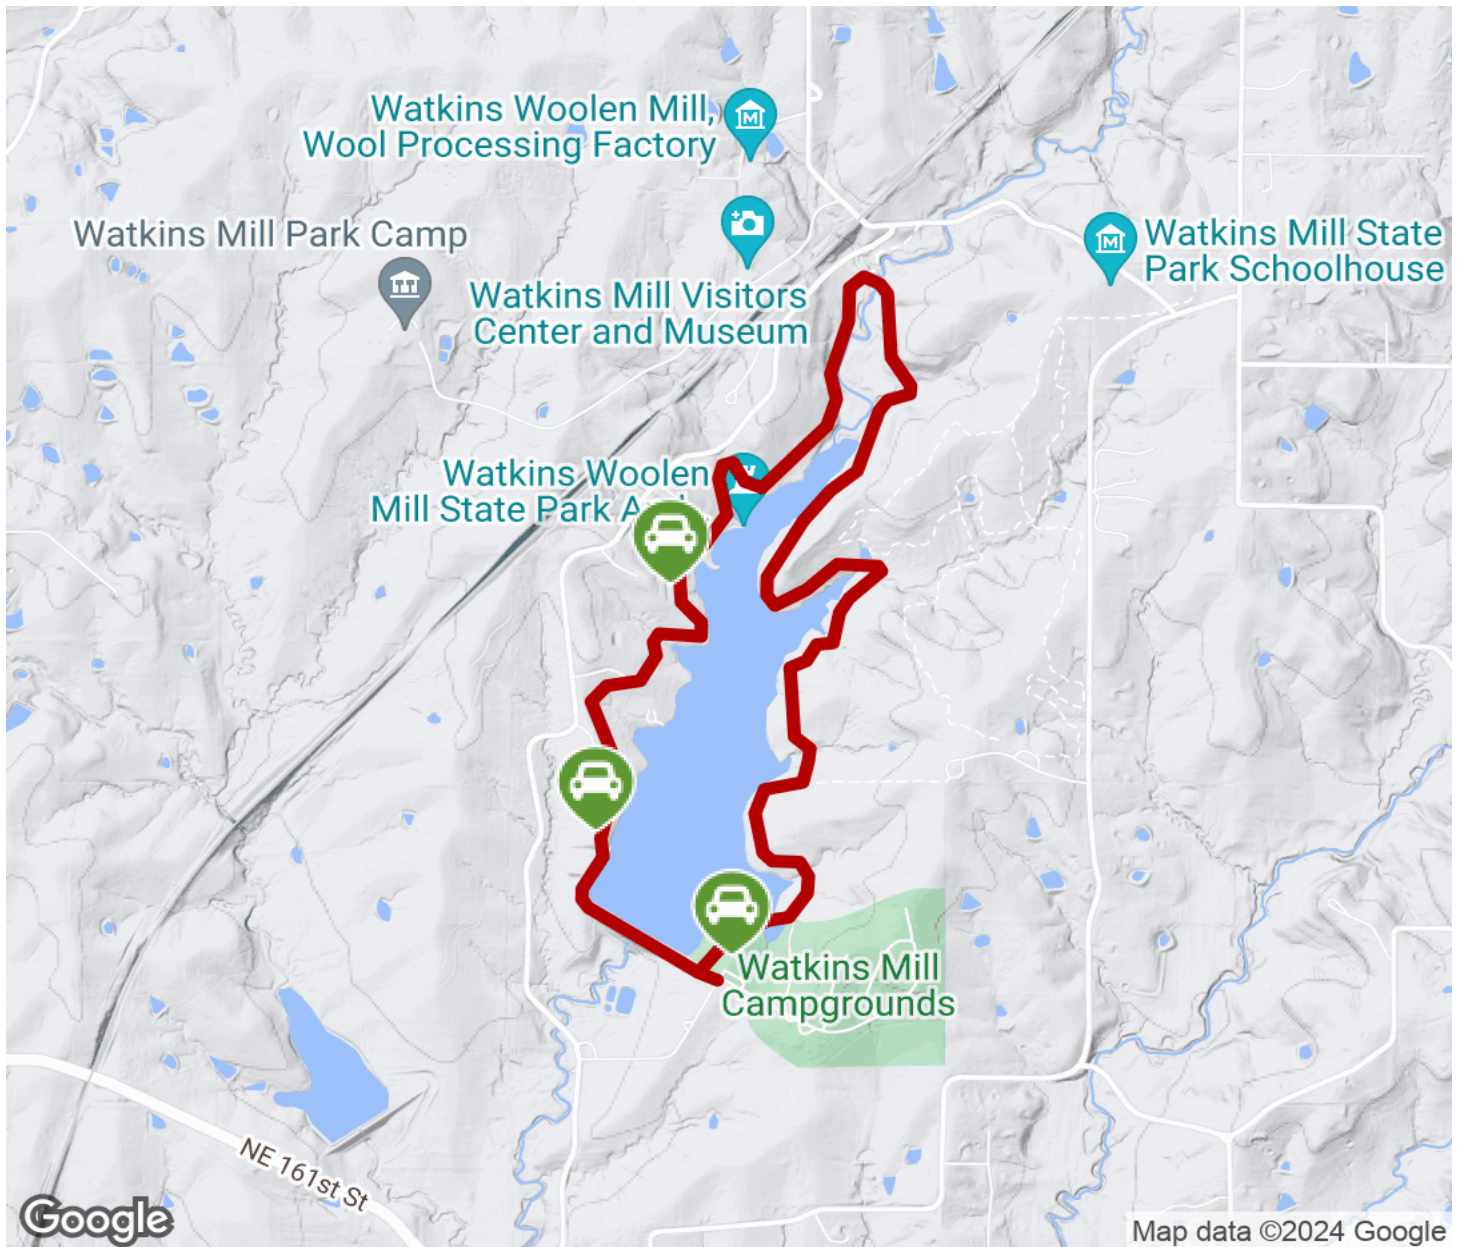 Watkins Woolen Mill,
Wool Processing Factory
Watkins Mill Park Camp
Watkins Mill State
Park Schoolhouse
Watkins Mill Visitors
Center and Museum
Watkins Woolen
Mill State Park
Watkins Mill
Campgrounds
NE 161st St
Google
Map data ©2024 Google